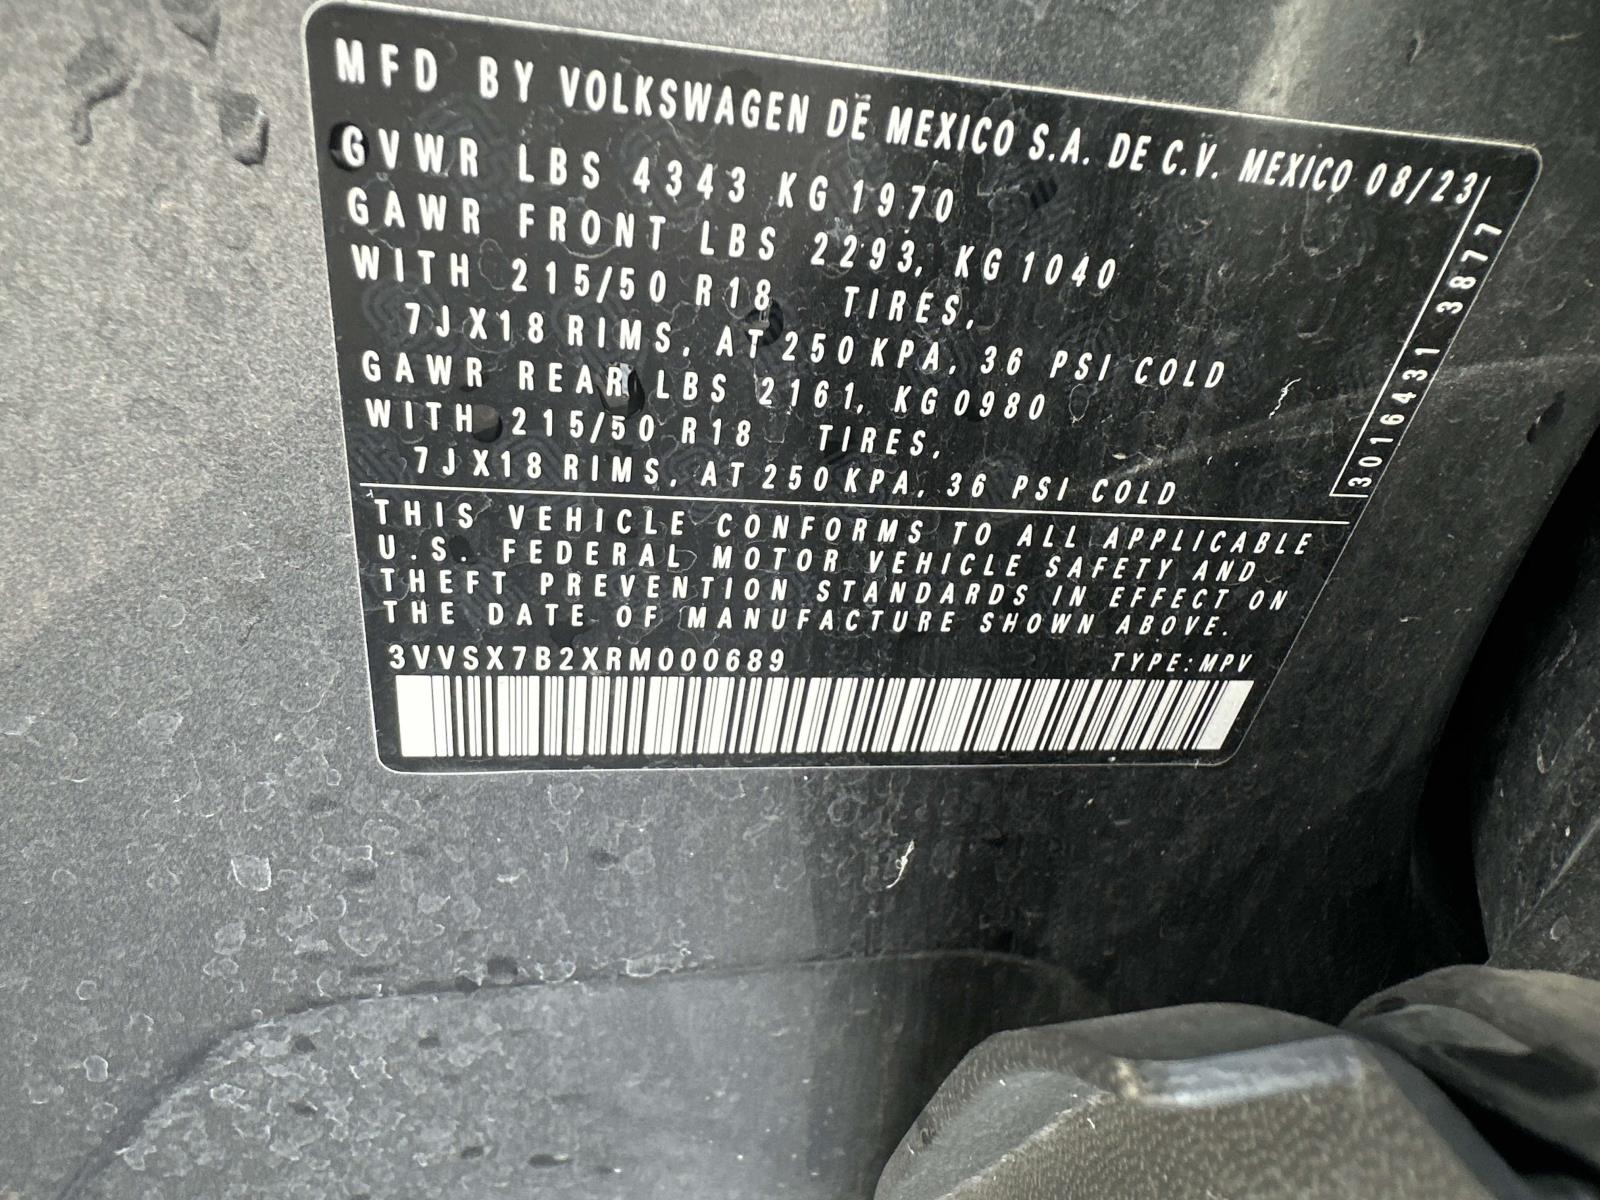 MFD BY VOLKSWAGEN DE MEXICO S.A. DE C.V. MEXICO 08/23
GVWR LBS 4343 KG 1970
GAWR FRONT LBS 2293, KG 1040
WITH 215/50 R18 TIRES,
7JX18 RIMS, AT 250 KPA, 36 PSI COLD
GAWR REAR LBS 2161, KG0980
WITH 215/50 R18 TIRES,
7JX18 RIMS, AT 250 KPA, 36 PSI COLD
THIS VEHICLE CONFORMS TO ALL APPLICABLE
U.S. FEDERAL MOTOR VEHICLE SAFETY AND
THEFT PREVENTION STANDARDS IN EFFECT ON
THE DATE OF MANUFACTURE SHOWN ABOVE.
3VVSX7B2XRM000689 TYPE: MPV
3016431 3877